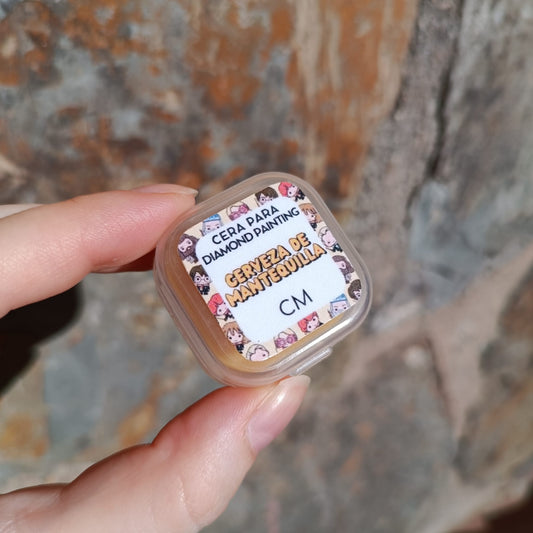 CERA PARA
DIAMOND PAINTING
CERVEZA DE
MANTEQUILLA
CM